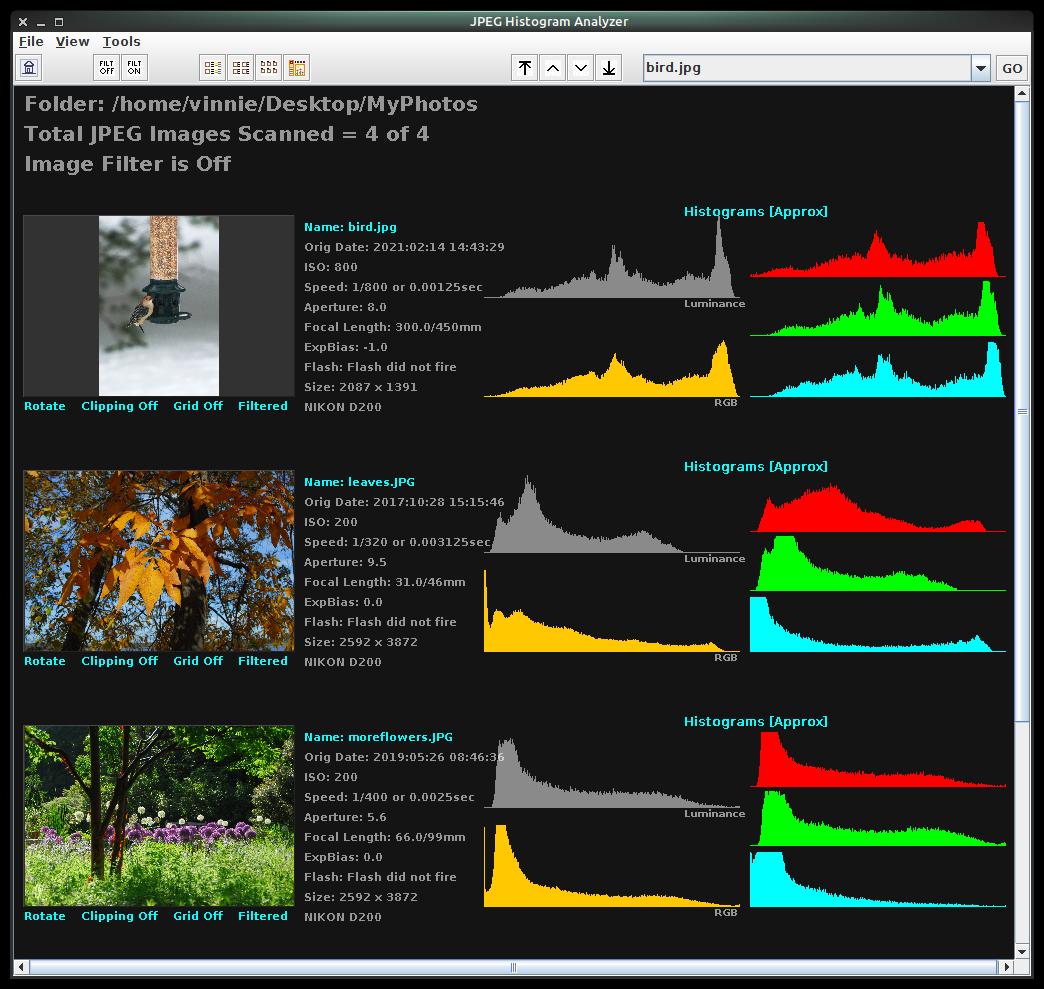 JPEG Histogram Analyzer
File View Tools
FILT OFF FILT ON bird.jpg GO
Folder: /home/vinnie/Desktop/MyPhotos
Total JPEG Images Scanned = 4 of 4
Image Filter is Off
Histograms [Approx]
Name: bird.jpg
Orig Date: 2021:02:14 14:43:29
ISO: 800
Speed: 1/800 or 0.00125sec
Luminance
Aperture: 8.0
Focal Length: 300.0/450mm
ExpBias: -1.0
Flash: Flash did not fire
Size: 2087 x 1391
NIKON D200
RGB
Rotate Clipping Off Grid Off Filtered
Histograms [Approx]
Name: leaves.JPG
Orig Date: 2017:10:28 15:15:46
ISO: 200
Speed: 1/320 or 0.003125sec
Luminance
Aperture: 9.5
Focal Length: 31.0/46mm
ExpBias: 0.0
Flash: Flash did not fire
Size: 2592 x 3872
NIKON D200
RGB
Rotate Clipping Off Grid Off Filtered
Histograms [Approx]
Name: moreflowers.JPG
Orig Date: 2019:05:26 08:46:36
ISO: 200
Speed: 1/400 or 0.0025sec
Luminance
Aperture: 5.6
Focal Length: 66.0/99mm
ExpBias: 0.0
Flash: Flash did not fire
Size: 2592 x 3872
NIKON D200
RGB
Rotate Clipping Off Grid Off Filtered